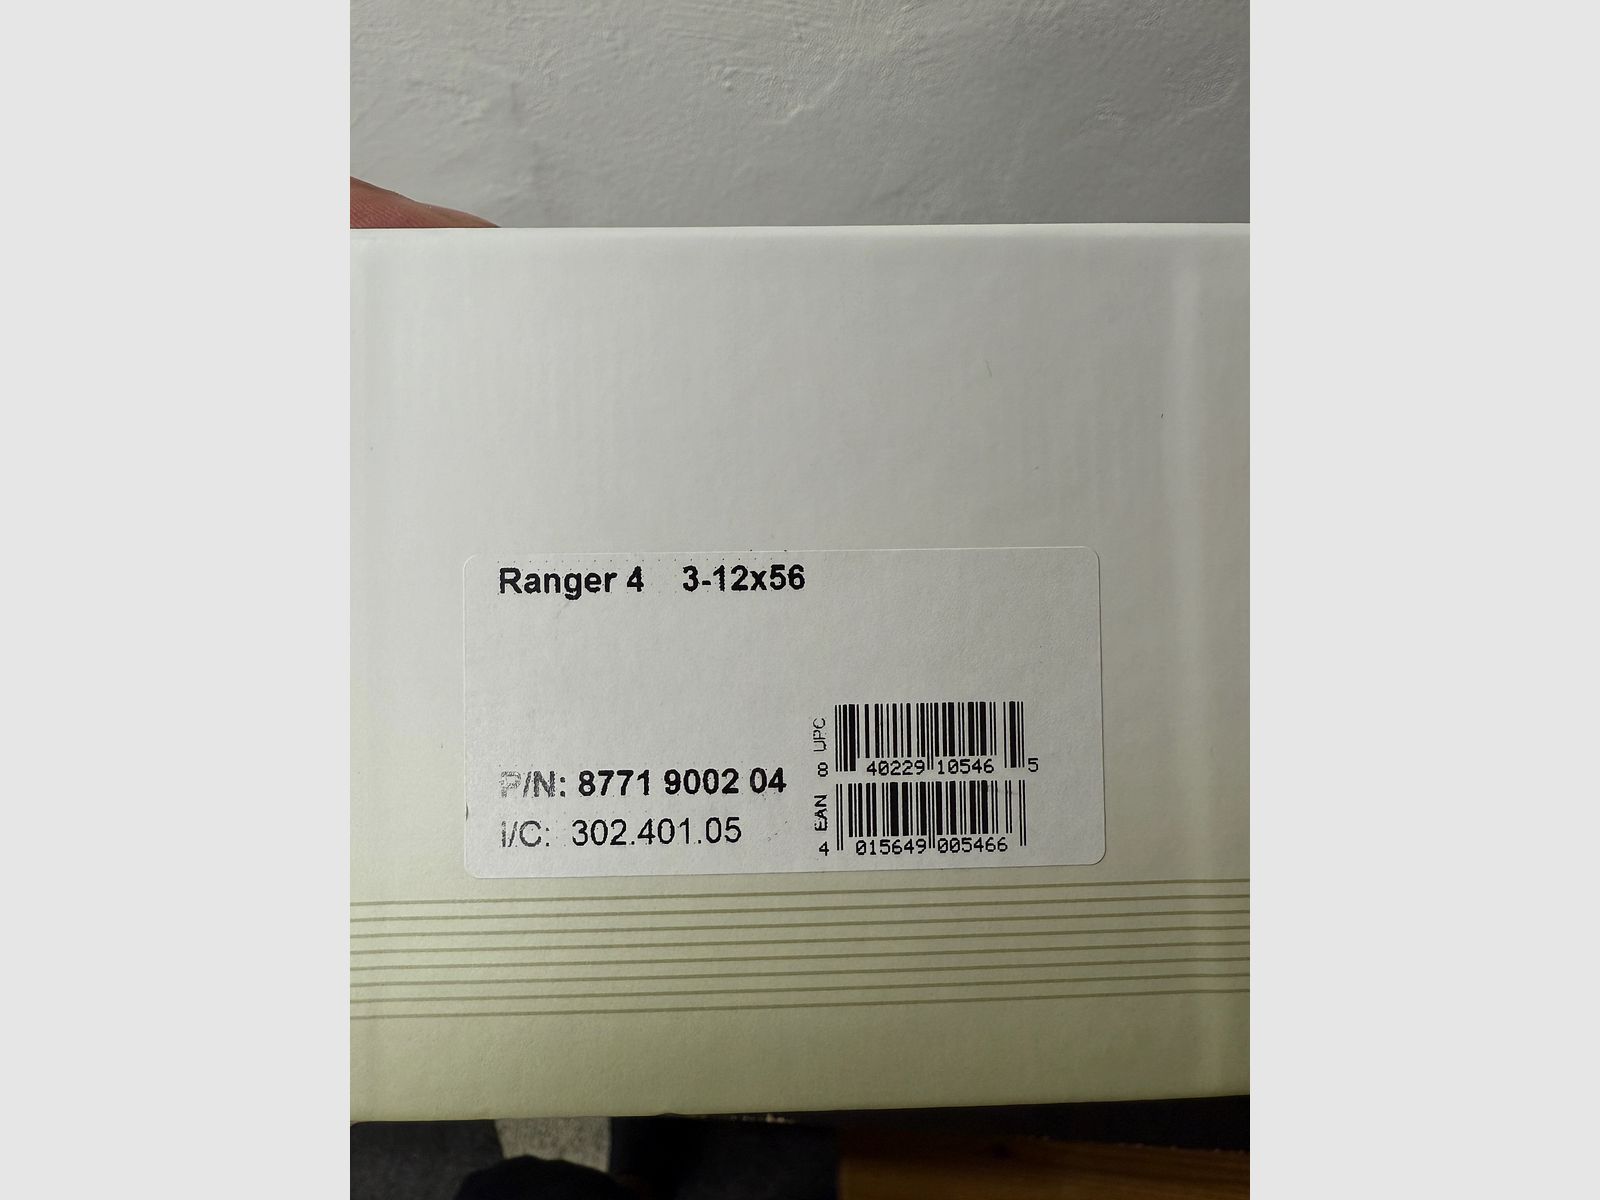 Ranger 4 3-12x56
P/N: 8771 9002 04
I/C: 302.401.05
UPC
8 40229 10546 5
EAN
4 015649 005466